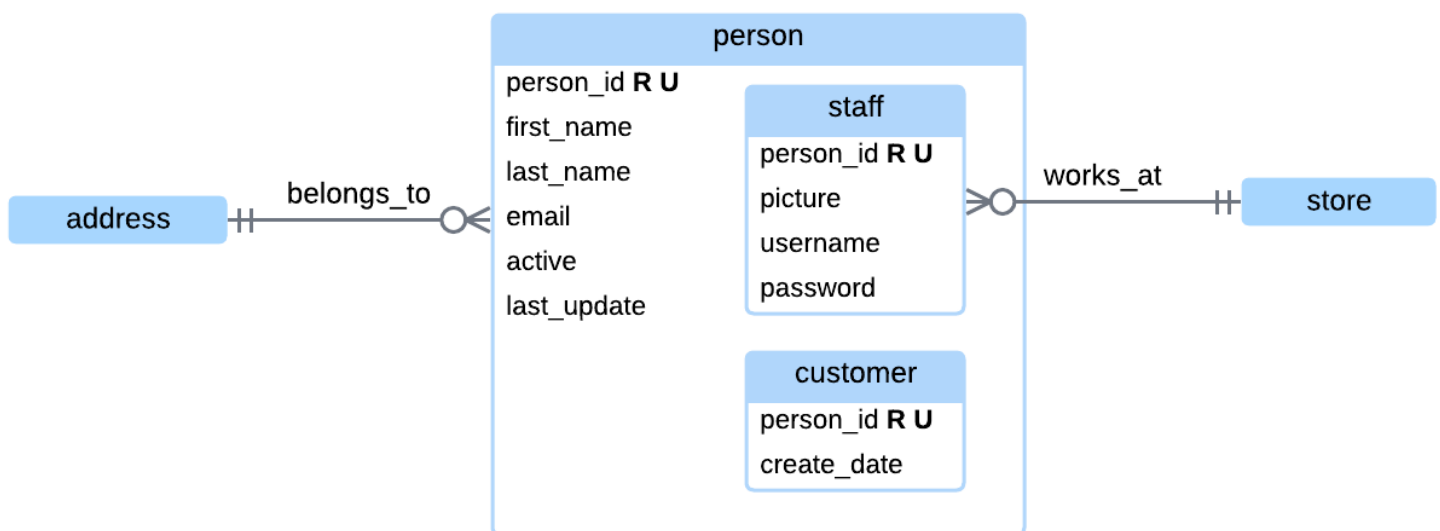 person
person_id R U
first_name
last_name
email
active
last_update
staff
person_id R U
picture
username
password
customer
person_id R U
create_date
address
belongs_to
works_at
store